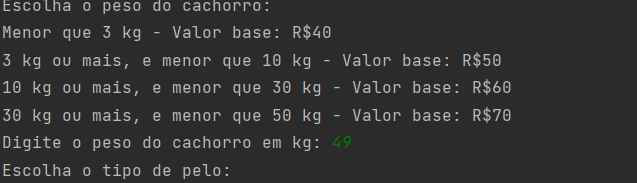 Escolha o peso do cachorro:
Menor que 3 kg - Valor base: R$40
3 kg ou mais, e menor que 10 kg - Valor base: R$50
10 kg ou mais, e menor que 30 kg - Valor base: R$60
30 kg ou mais, e menor que 50 kg - Valor base: R$70
Digite o peso do cachorro em kg: 49
Escolha o tipo de pelo: